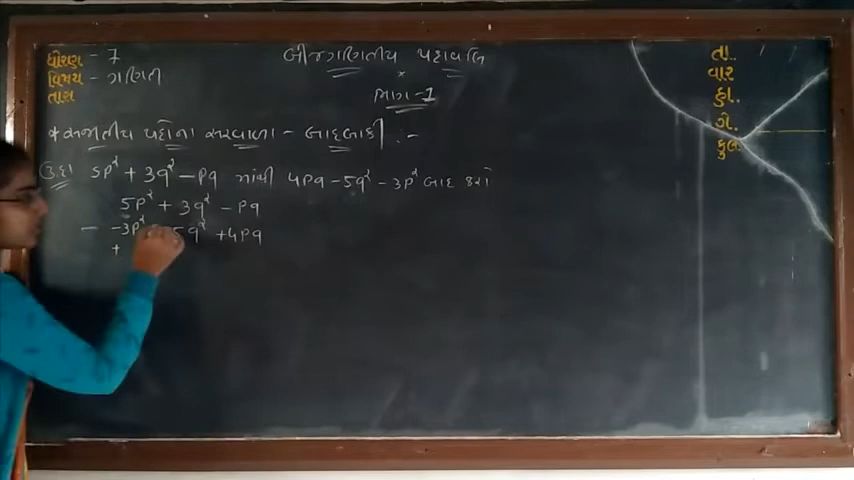 ધોરણ - 7
વિષય - ગણિત
તાસ
બીજગણિતીય પદાવલિ
ભાગ-1
* સજાતીય પદોના સરવાળા - બાદબાકી :-
ઉ.દા 5p² + 3q² - pq માંથી 4pq - 5q² - 3p² બાદ કરો
5p² + 3q² - pq
- -3p² 5q² +4pq
+
તા..
વાર
હા..
ગે.
કુલ